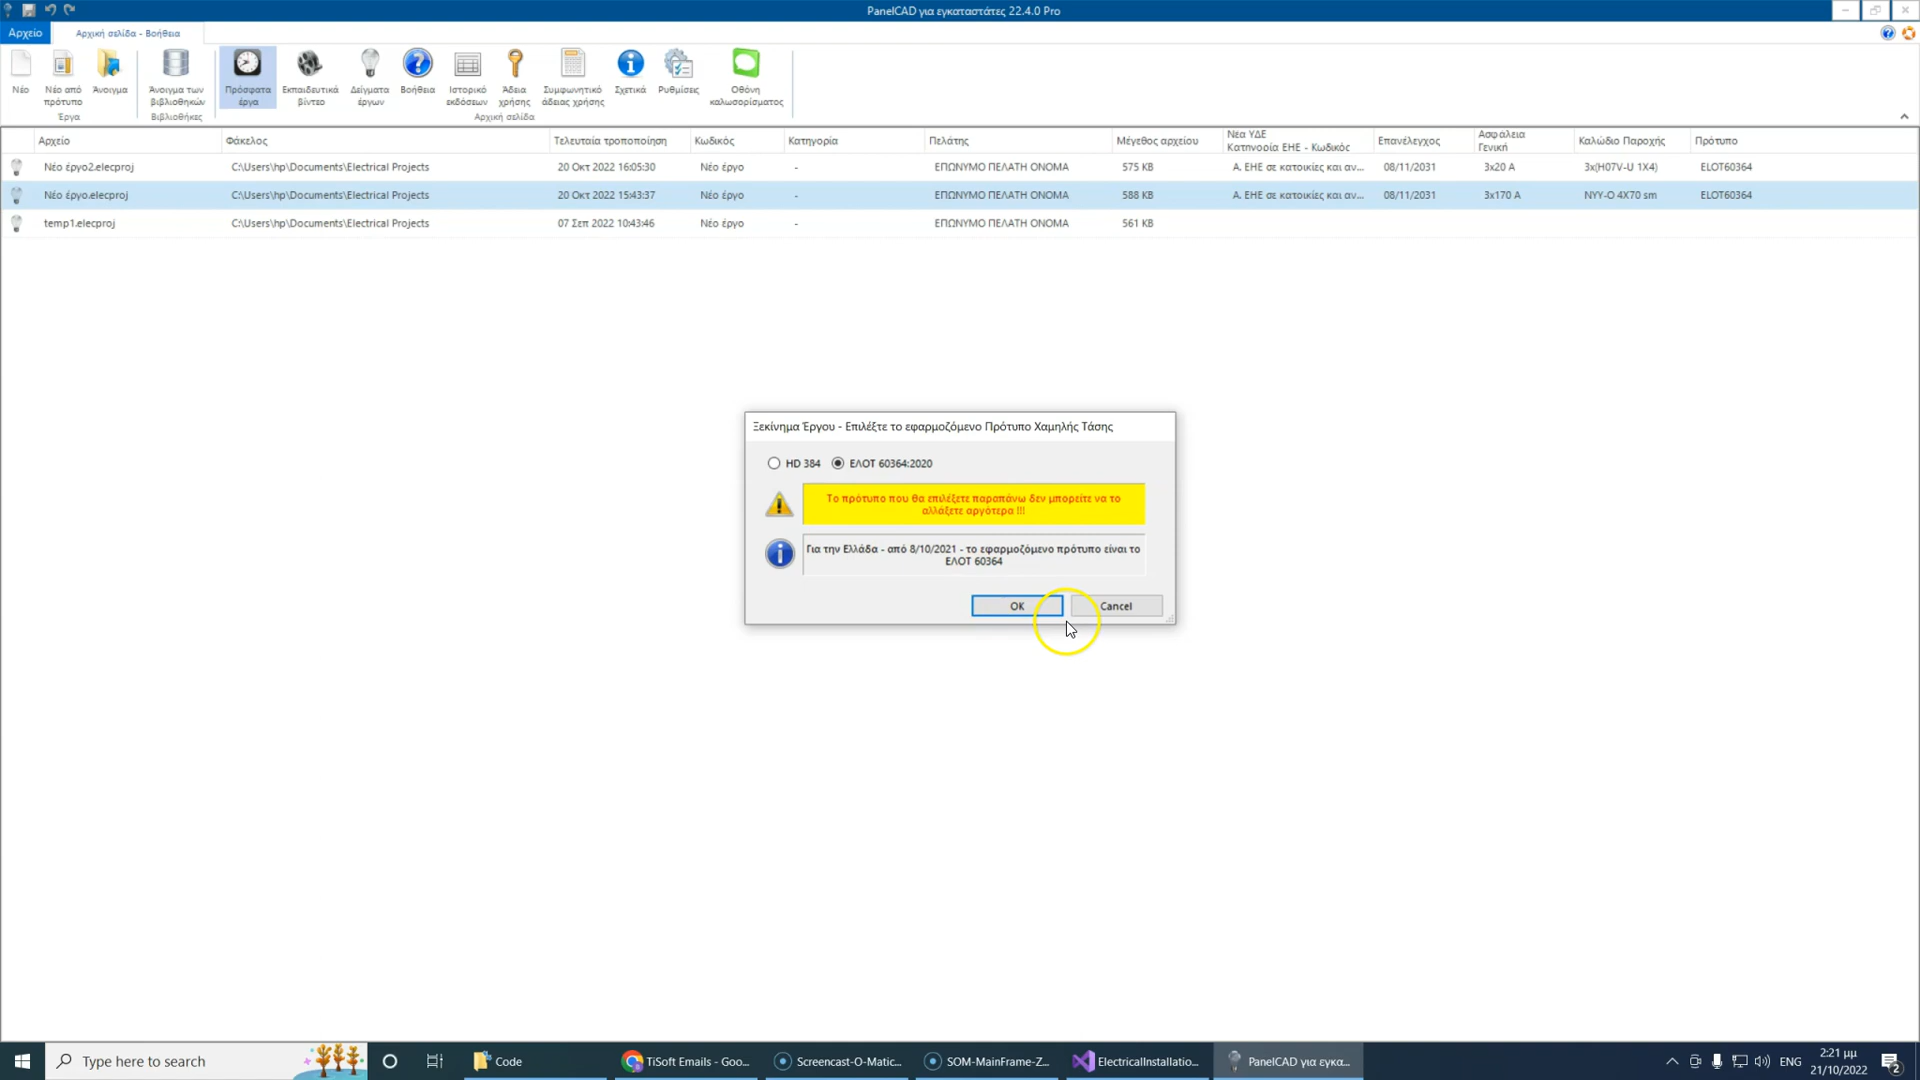 PanelCAD για εγκαταστάτες 22.4.0 Pro
Αρχείο
Αρχική σελίδα - Βοήθεια
Νέο
Νέο από πρότυπο
Άνοιγμα
Άνοιγμα των βιβλιοθηκών
Πρόσφατα έργα
Εκπαιδευτικά βίντεο
Δείγματα έργων
Βοήθεια
Ιστορικό εκδόσεων
Άδεια χρήσης
Συμφωνητικό άδειας χρήσης
Σχετικά
Ρυθμίσεις
Οθόνη καλωσορίσματος
Έργα
Βιβλιοθήκες
Αρχική σελίδα
Αρχείο Φάκελος Τελευταία τροποποίηση Κωδικός Κατηγορία Πελάτης Μέγεθος αρχείου Νεα ΥΔΕ Κατηγορία ΕΗΕ - Κωδικός Επανέλεγχος Ασφάλεια Γενική Καλώδιο Παροχής Πρότυπο
Νέο έργο2.elecproj C:\Users\hp\Documents\Electrical Projects 20 Οκτ 2022 16:05:30 Νέο έργο - ΕΠΩΝΥΜΟ ΠΕΛΑΤΗ ΟΝΟΜΑ 575 KB Α. ΕΗΕ σε κατοικίες και αν... 08/11/2031 3x20 A 3x(H07V-U 1X4) ELOT60364
Νέο έργο.elecproj C:\Users\hp\Documents\Electrical Projects 20 Οκτ 2022 15:43:37 Νέο έργο - ΕΠΩΝΥΜΟ ΠΕΛΑΤΗ ΟΝΟΜΑ 588 KB Α. ΕΗΕ σε κατοικίες και αν... 08/11/2031 3x170 A NYY-O 4X70 sm ELOT60364
temp1.elecproj C:\Users\hp\Documents\Electrical Projects 07 Σεπ 2022 10:43:46 Νέο έργο - ΕΠΩΝΥΜΟ ΠΕΛΑΤΗ ΟΝΟΜΑ 561 KB
Ξεκίνημα Έργου - Επιλέξτε το εφαρμοζόμενο Πρότυπο Χαμηλής Τάσης
HD 384 ΕΛΟΤ 60364:2020
Το πρότυπο που θα επιλέξετε παραπάνω δεν μπορείτε να το
αλλάξετε αργότερα !!!
Για την Ελλάδα - από 8/10/2021 - το εφαρμοζόμενο πρότυπο είναι το
ΕΛΟΤ 60364
OK Cancel
Type here to search
Code
TiSoft Emails - Goo...
Screencast-O-Matic...
SOM-MainFrame-Z...
ElectricalInstallatio...
PanelCAD για εγκα...
ENG
2:21 μμ
21/10/2022
2